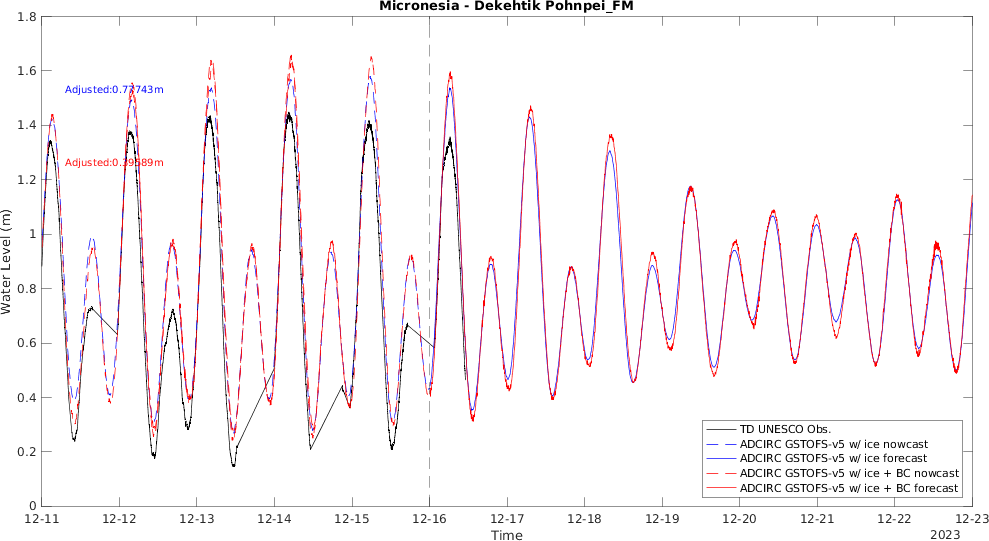 Micronesia - Dekehtik Pohnpei_FM
1.8
1.6
1.4
1.2
1
0.8
0.6
0.4
0.2
0
Water Level (m)
Adjusted:0.77743m
Adjusted:0.39589m
TD UNESCO Obs.
ADCIRC GSTOFS-v5 w/ ice nowcast
ADCIRC GSTOFS-v5 w/ ice forecast
ADCIRC GSTOFS-v5 w/ ice + BC nowcast
ADCIRC GSTOFS-v5 w/ ice + BC forecast
12-11 12-12 12-13 12-14 12-15 12-16 12-17 12-18 12-19 12-20 12-21 12-22 12-23
Time
2023